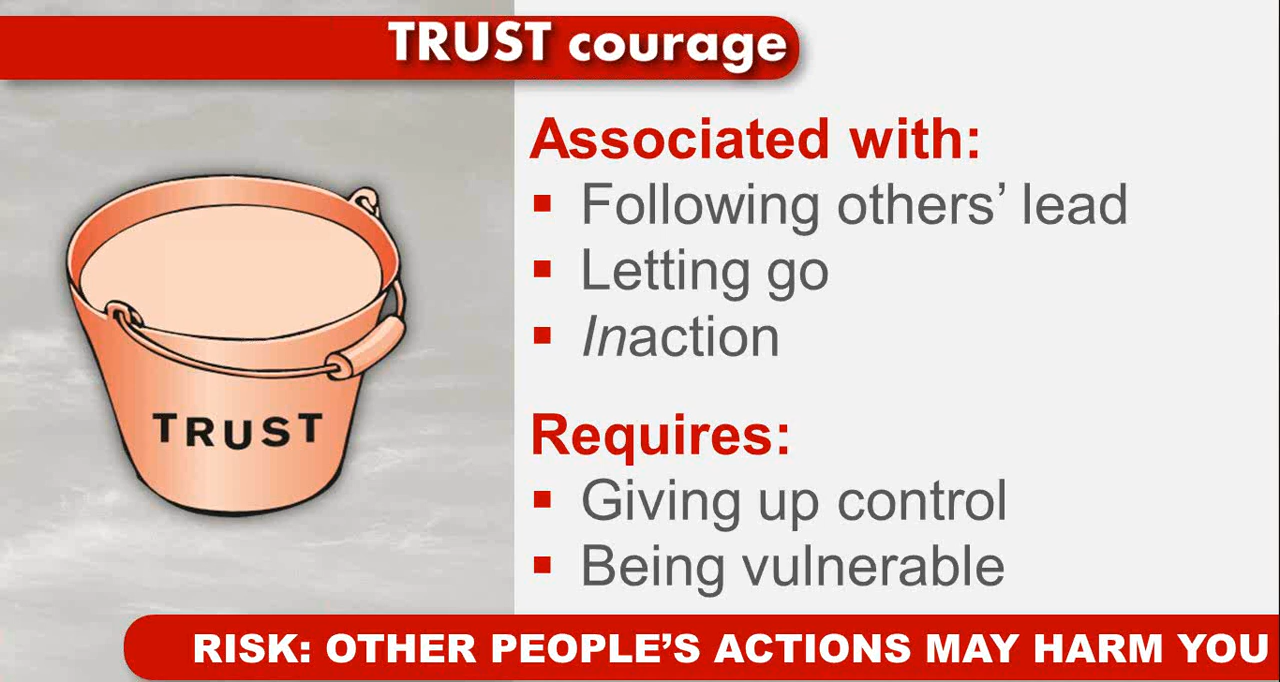 TRUST courage
TRUST
Associated with:
▪ Following others’ lead
▪ Letting go
▪ Inaction
Requires:
▪ Giving up control
▪ Being vulnerable
RISK: OTHER PEOPLE’S ACTIONS MAY HARM YOU